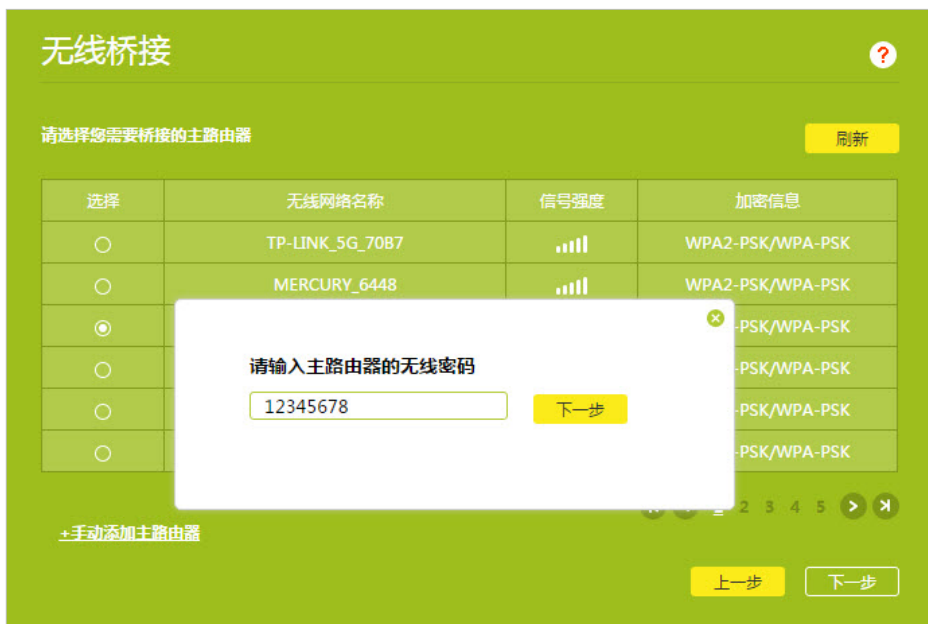 无线桥接
?
请选择您需要桥接的主路由器
刷新
选择 无线网络名称 信号强度 加密信息
TP-LINK_5G_70B7 WPA2-PSK/WPA-PSK
MERCURY_6448 WPA2-PSK/WPA-PSK
-PSK/WPA-PSK
请输入主路由器的无线密码
-PSK/WPA-PSK
12345678 下一步
-PSK/WPA-PSK
-PSK/WPA-PSK
2 3 4 5
+手动添加主路由器
上一步 下一步